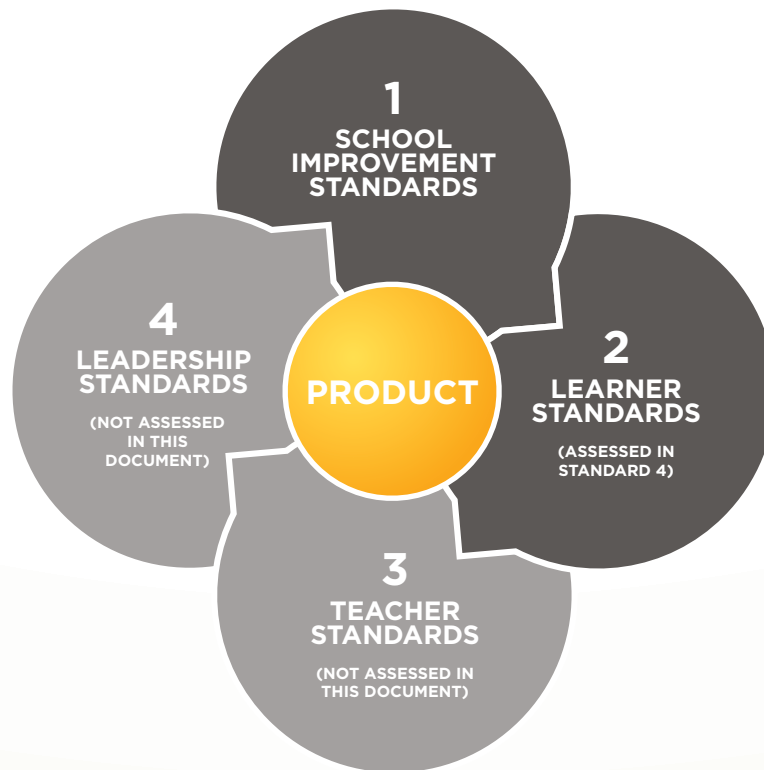 1
SCHOOL
IMPROVEMENT
STANDARDS
2
LEARNER
STANDARDS
(ASSESSED IN
STANDARD 4)
3
TEACHER
STANDARDS
(NOT ASSESSED IN
THIS DOCUMENT)
4
LEADERSHIP
STANDARDS
(NOT ASSESSED
IN THIS
DOCUMENT)
PRODUCT